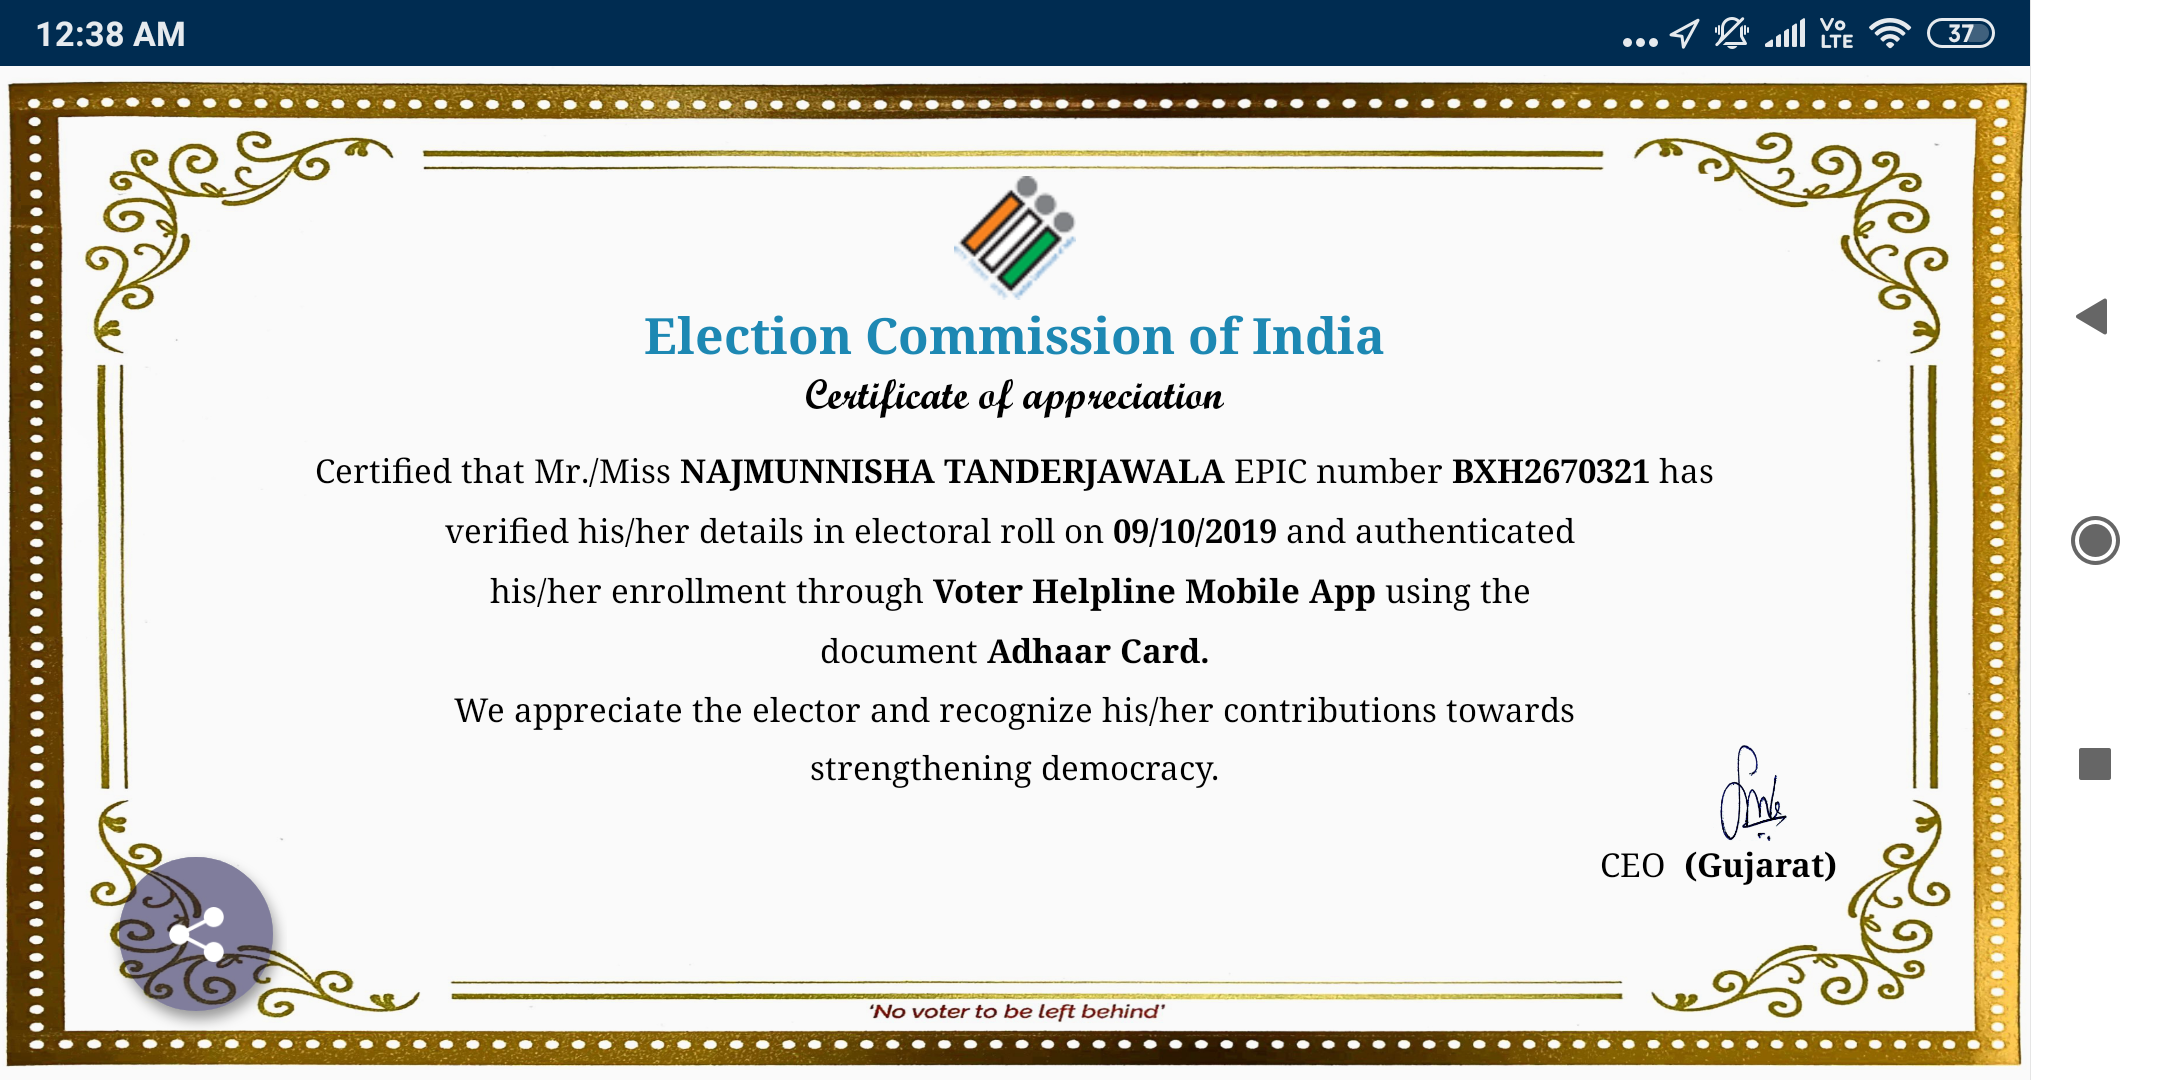 12:38 AM
Vo
LTE
37
Election Commission of India
Certificate of appreciation
Certified that Mr./Miss NAJMUNNISHA TANDERJAWALA EPIC number BXH2670321 has
verified his/her details in electoral roll on 09/10/2019 and authenticated
his/her enrollment through Voter Helpline Mobile App using the
document Adhaar Card.
We appreciate the elector and recognize his/her contributions towards
strengthening democracy.
CEO (Gujarat)
‘No voter to be left behind’